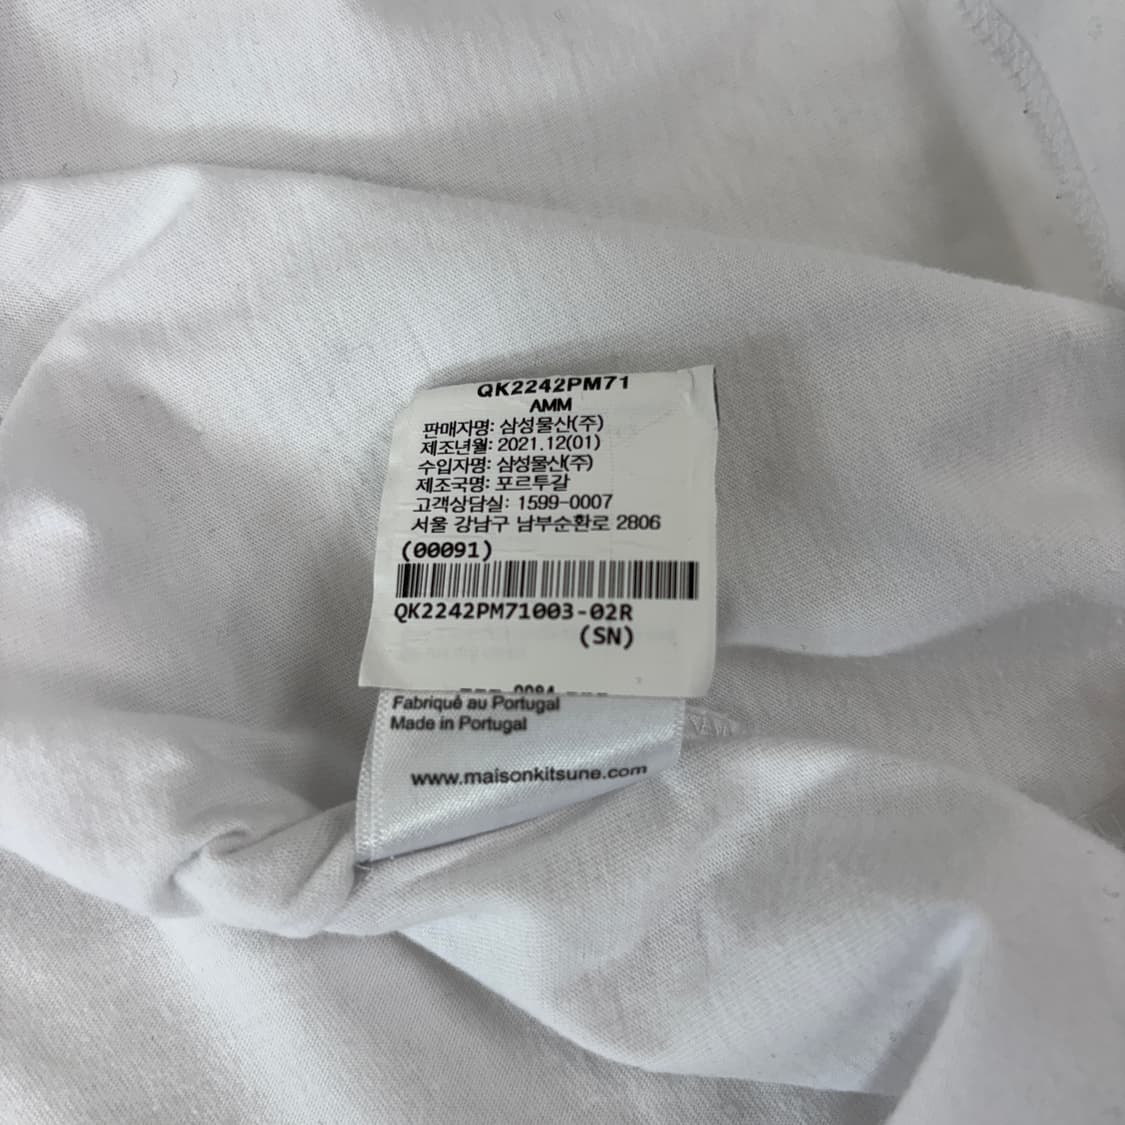 QK2242PM71
AMM
판매자명: 삼성물산(주)
제조년월: 2021.12(01)
수입자명: 삼성물산(주)
제조국명: 포르투갈
고객상담실: 1599-0007
서울 강남구 남부순환로 2806
(00091)
QK2242PM71003-02R
(SN)
Fabriqué au Portugal
Made in Portugal
www.maisonkitsune.com